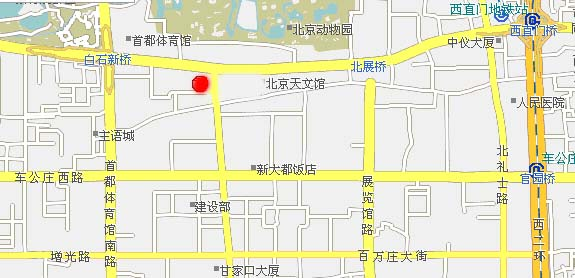 西直门地铁站
北京动物园
西直门桥
首都体育馆
中仪大厦
白石新桥
北展桥
北京天文馆
人民医院
主语城
车公庄
新大都饭店
车公庄西路
官园桥
首都体育馆南路
展览馆路
北礼士路
建设部
西二环
增光路
百万庄大街
甘家口大厦